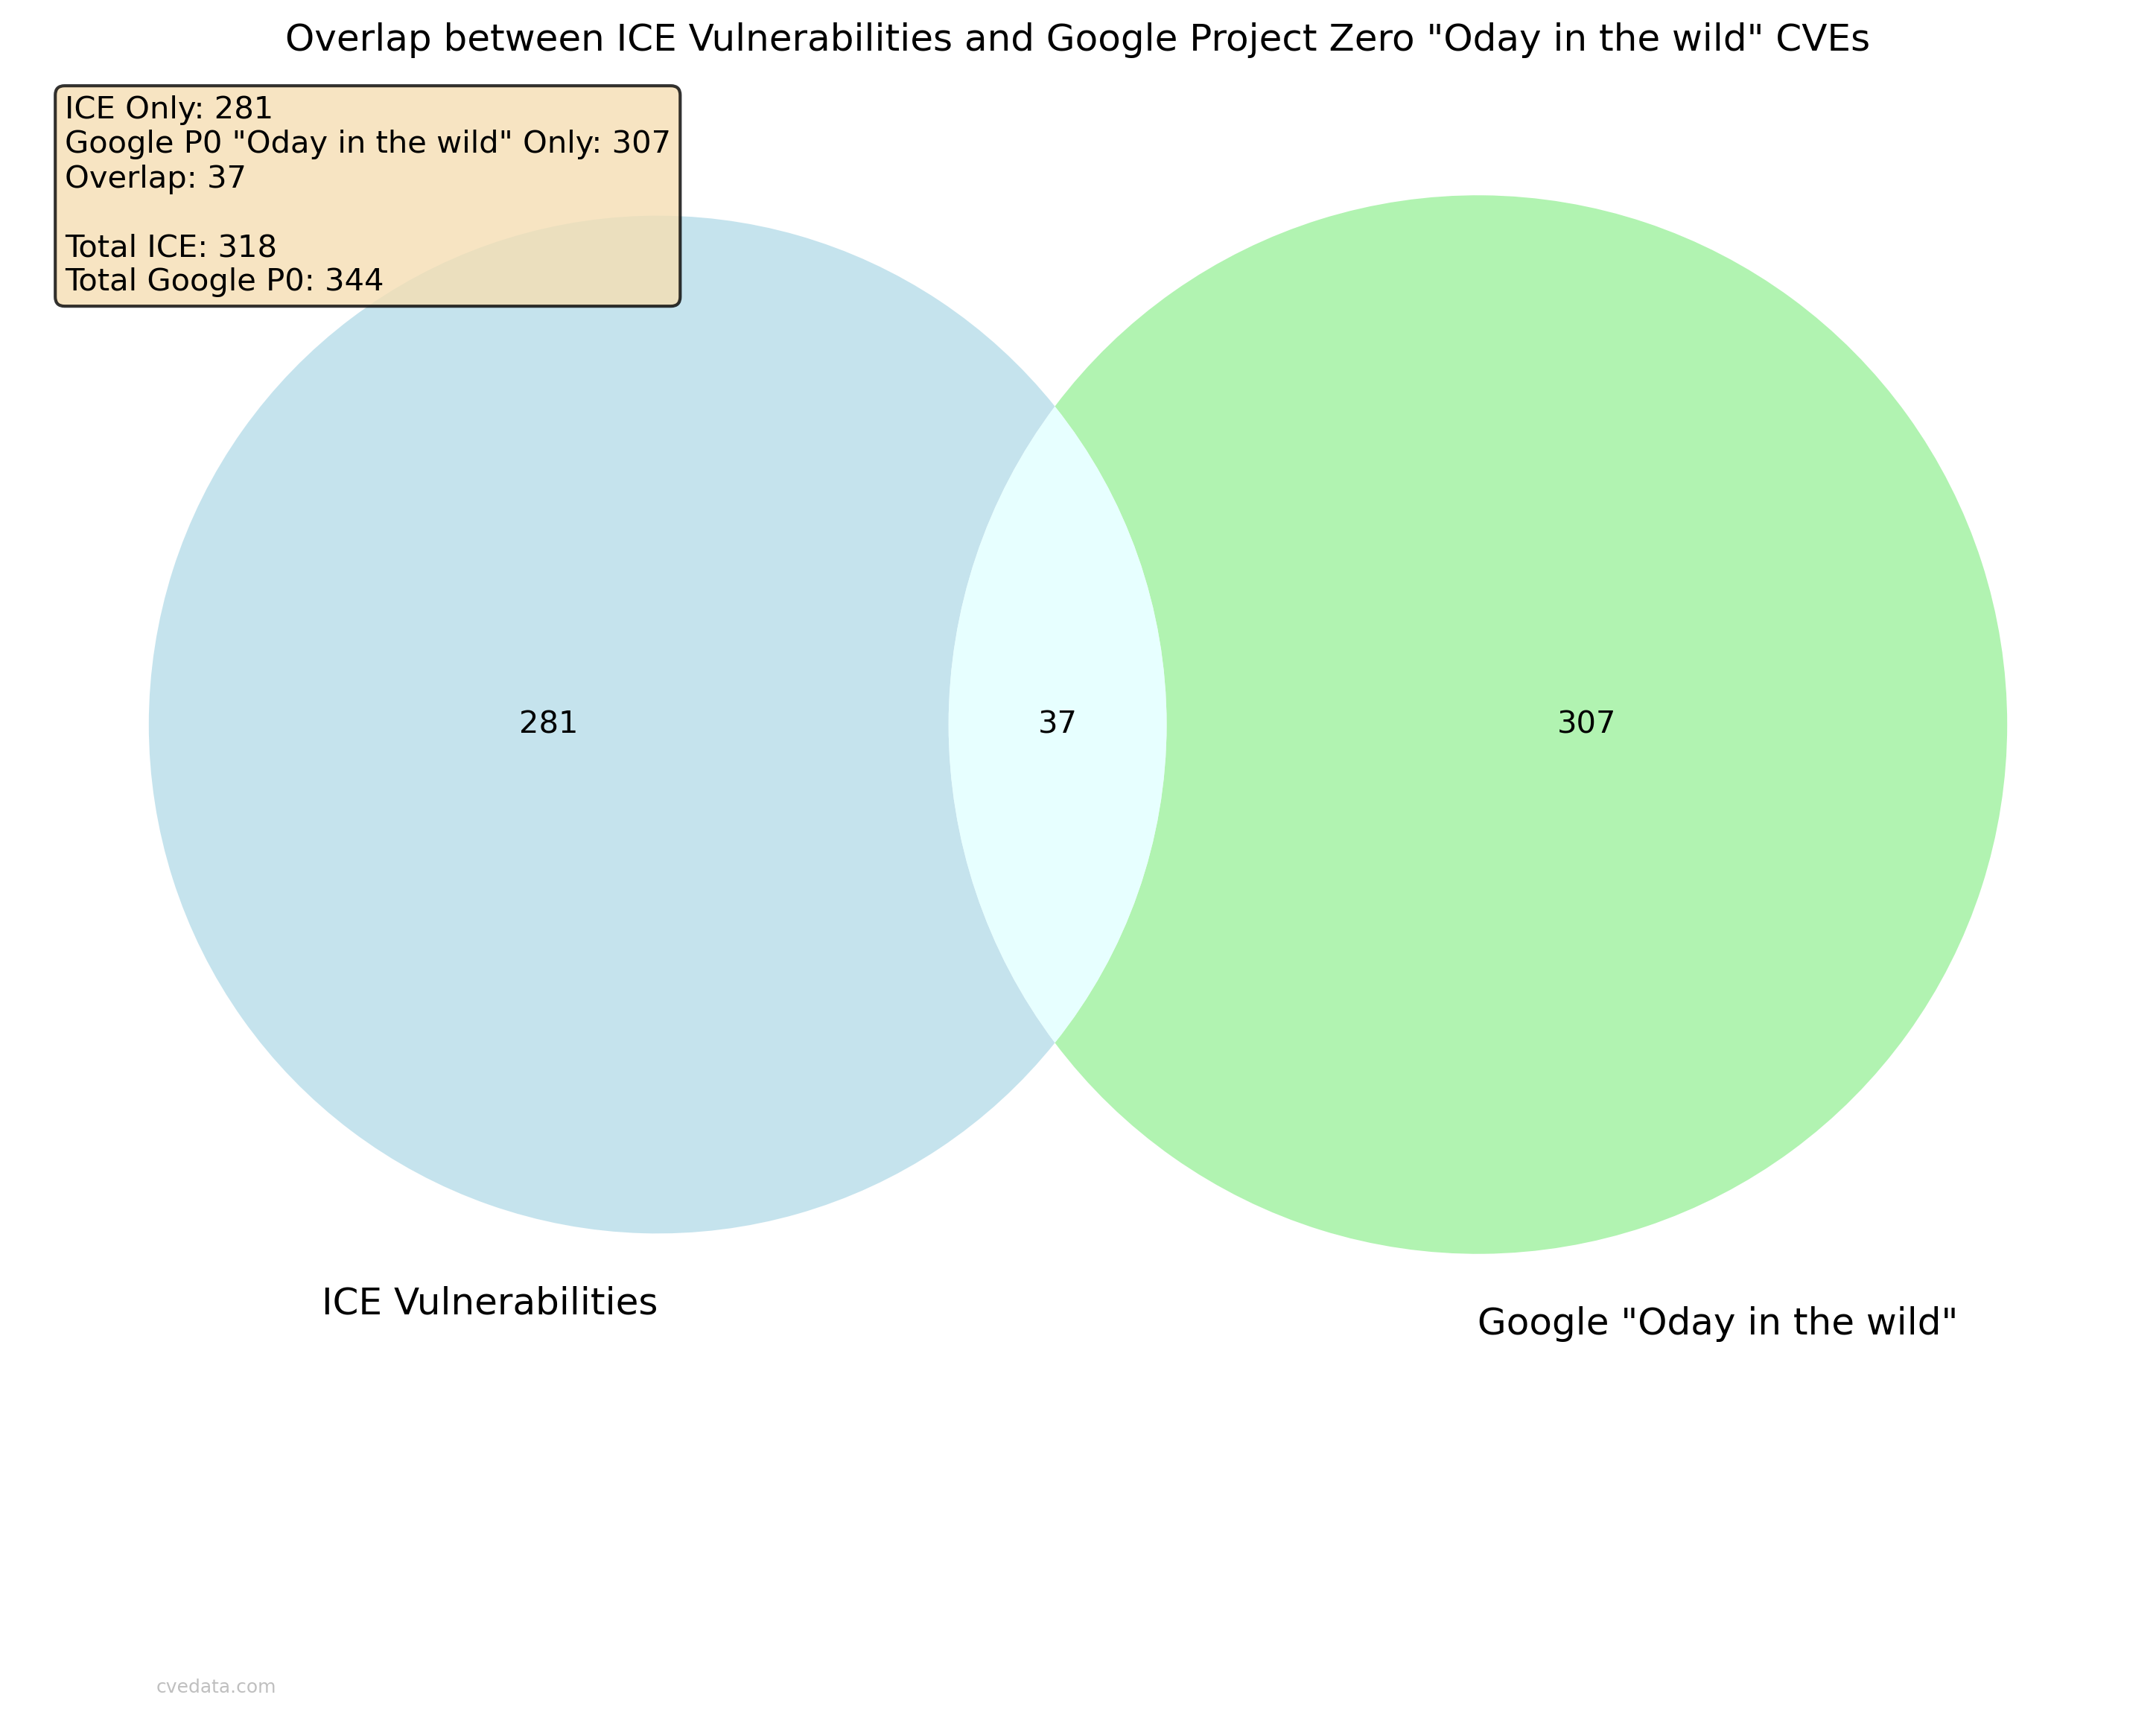 Overlap between ICE Vulnerabilities and Google Project Zero "Oday in the wild" CVEs
ICE Only: 281
Google P0 "Oday in the wild" Only: 307
Overlap: 37
Total ICE: 318
Total Google P0: 344
281
37
307
ICE Vulnerabilities
Google "Oday in the wild"
cvedata.com